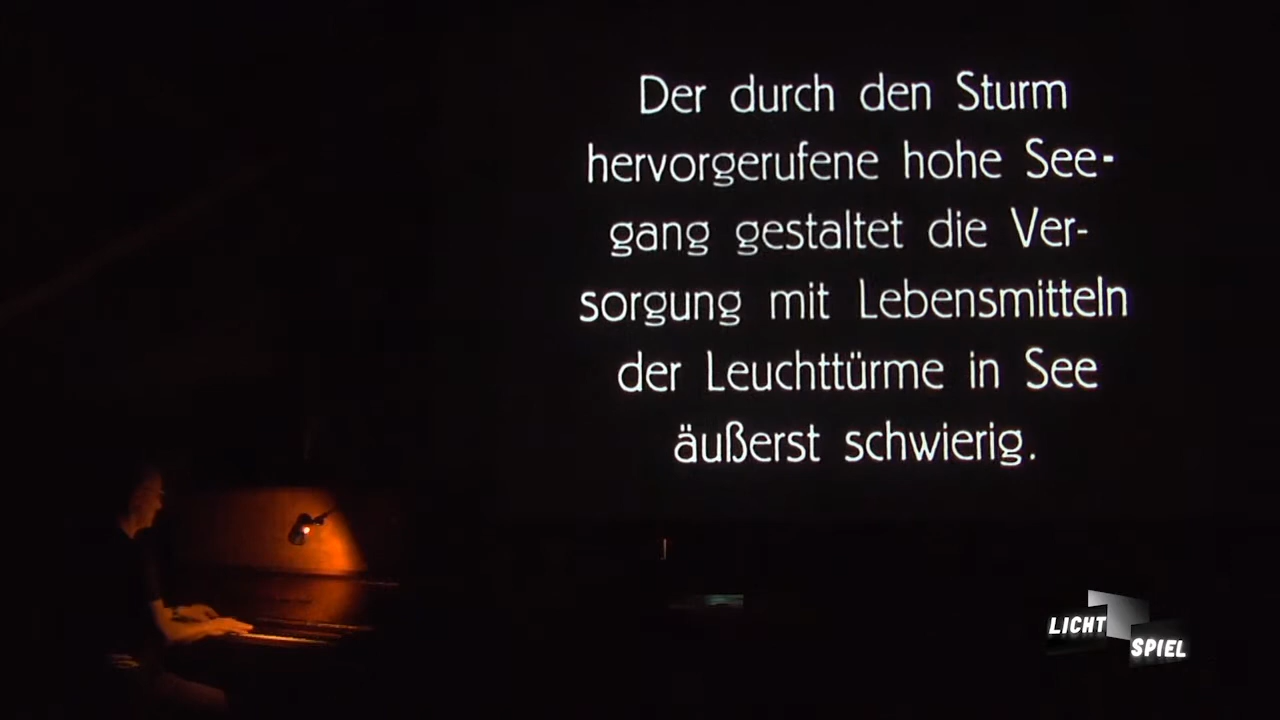 Der durch den Sturm
hervorgerufene hohe See-
gang gestaltet die Ver-
sorgung mit Lebensmitteln
der Leuchttürme in See
äußerst schwierig.
LICHT
SPIEL